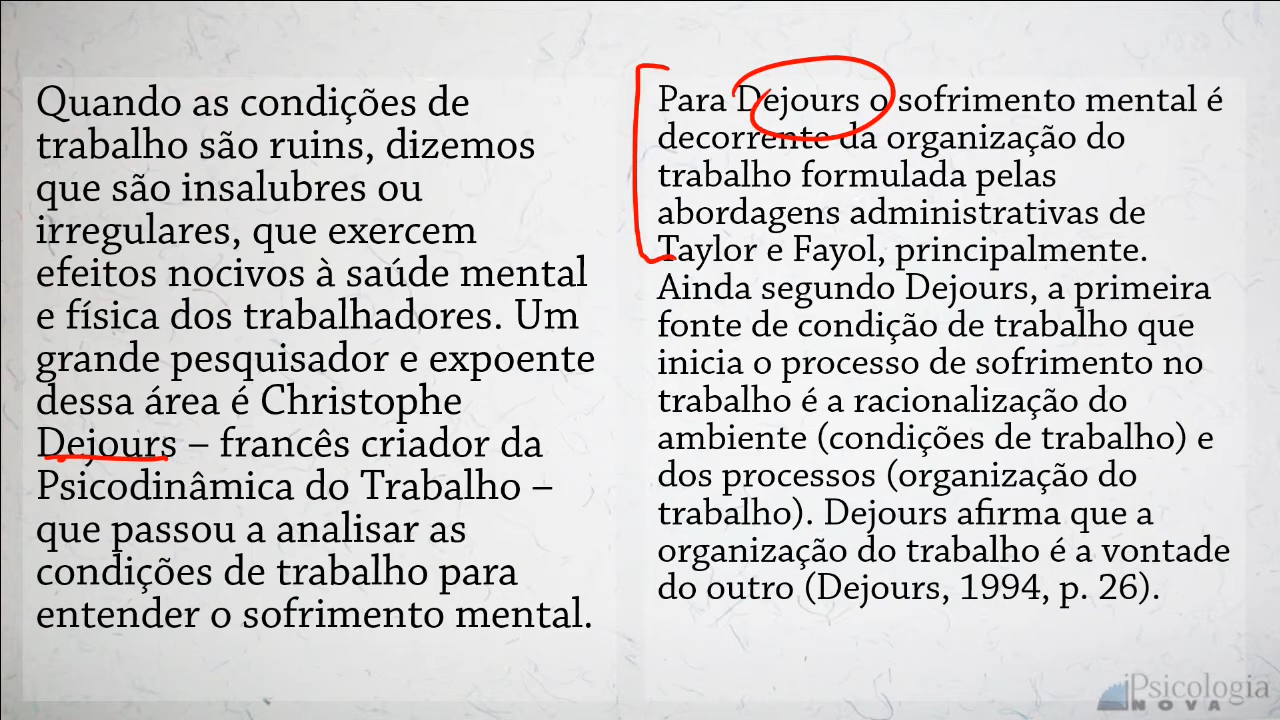 Quando as condições de
trabalho são ruins, dizemos
que são insalubres ou
irregulares, que exercem
efeitos nocivos à saúde mental
e física dos trabalhadores. Um
grande pesquisador e expoente
dessa área é Christophe
Dejours – francês criador da
Psicodinâmica do Trabalho –
que passou a analisar as
condições de trabalho para
entender o sofrimento mental.
Para Dejours o sofrimento mental é
decorrente da organização do
trabalho formulada pelas
abordagens administrativas de
Taylor e Fayol, principalmente.
Ainda segundo Dejours, a primeira
fonte de condição de trabalho que
inicia o processo de sofrimento no
trabalho é a racionalização do
ambiente (condições de trabalho) e
dos processos (organização do
trabalho). Dejours afirma que a
organização do trabalho é a vontade
do outro (Dejours, 1994, p. 26).
Psicologia
NOVA